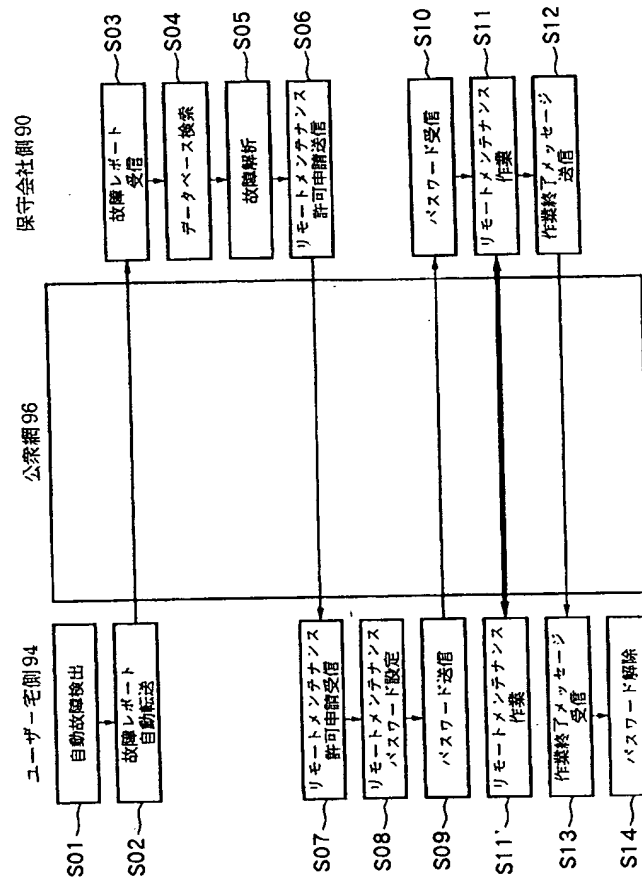 ユーザー宅側94
公衆網96
保守会社側90
S01
自動故障検出
S02
故障レポート
自動転送
故障レポート
受信
S03
データベース検索
S04
故障解析
S05
リモートメンテナンス
許可申請送信
S06
S07
リモートメンテナンス
許可申請受信
S08
リモートメンテナンス
パスワード設定
S09
パスワード送信
パスワード受信
S10
S11'
リモートメンテナンス
作業
リモートメンテナンス
作業
S11
作業終了メッセージ
送信
S12
S13
作業終了メッセージ
受信
S14
パスワード解除